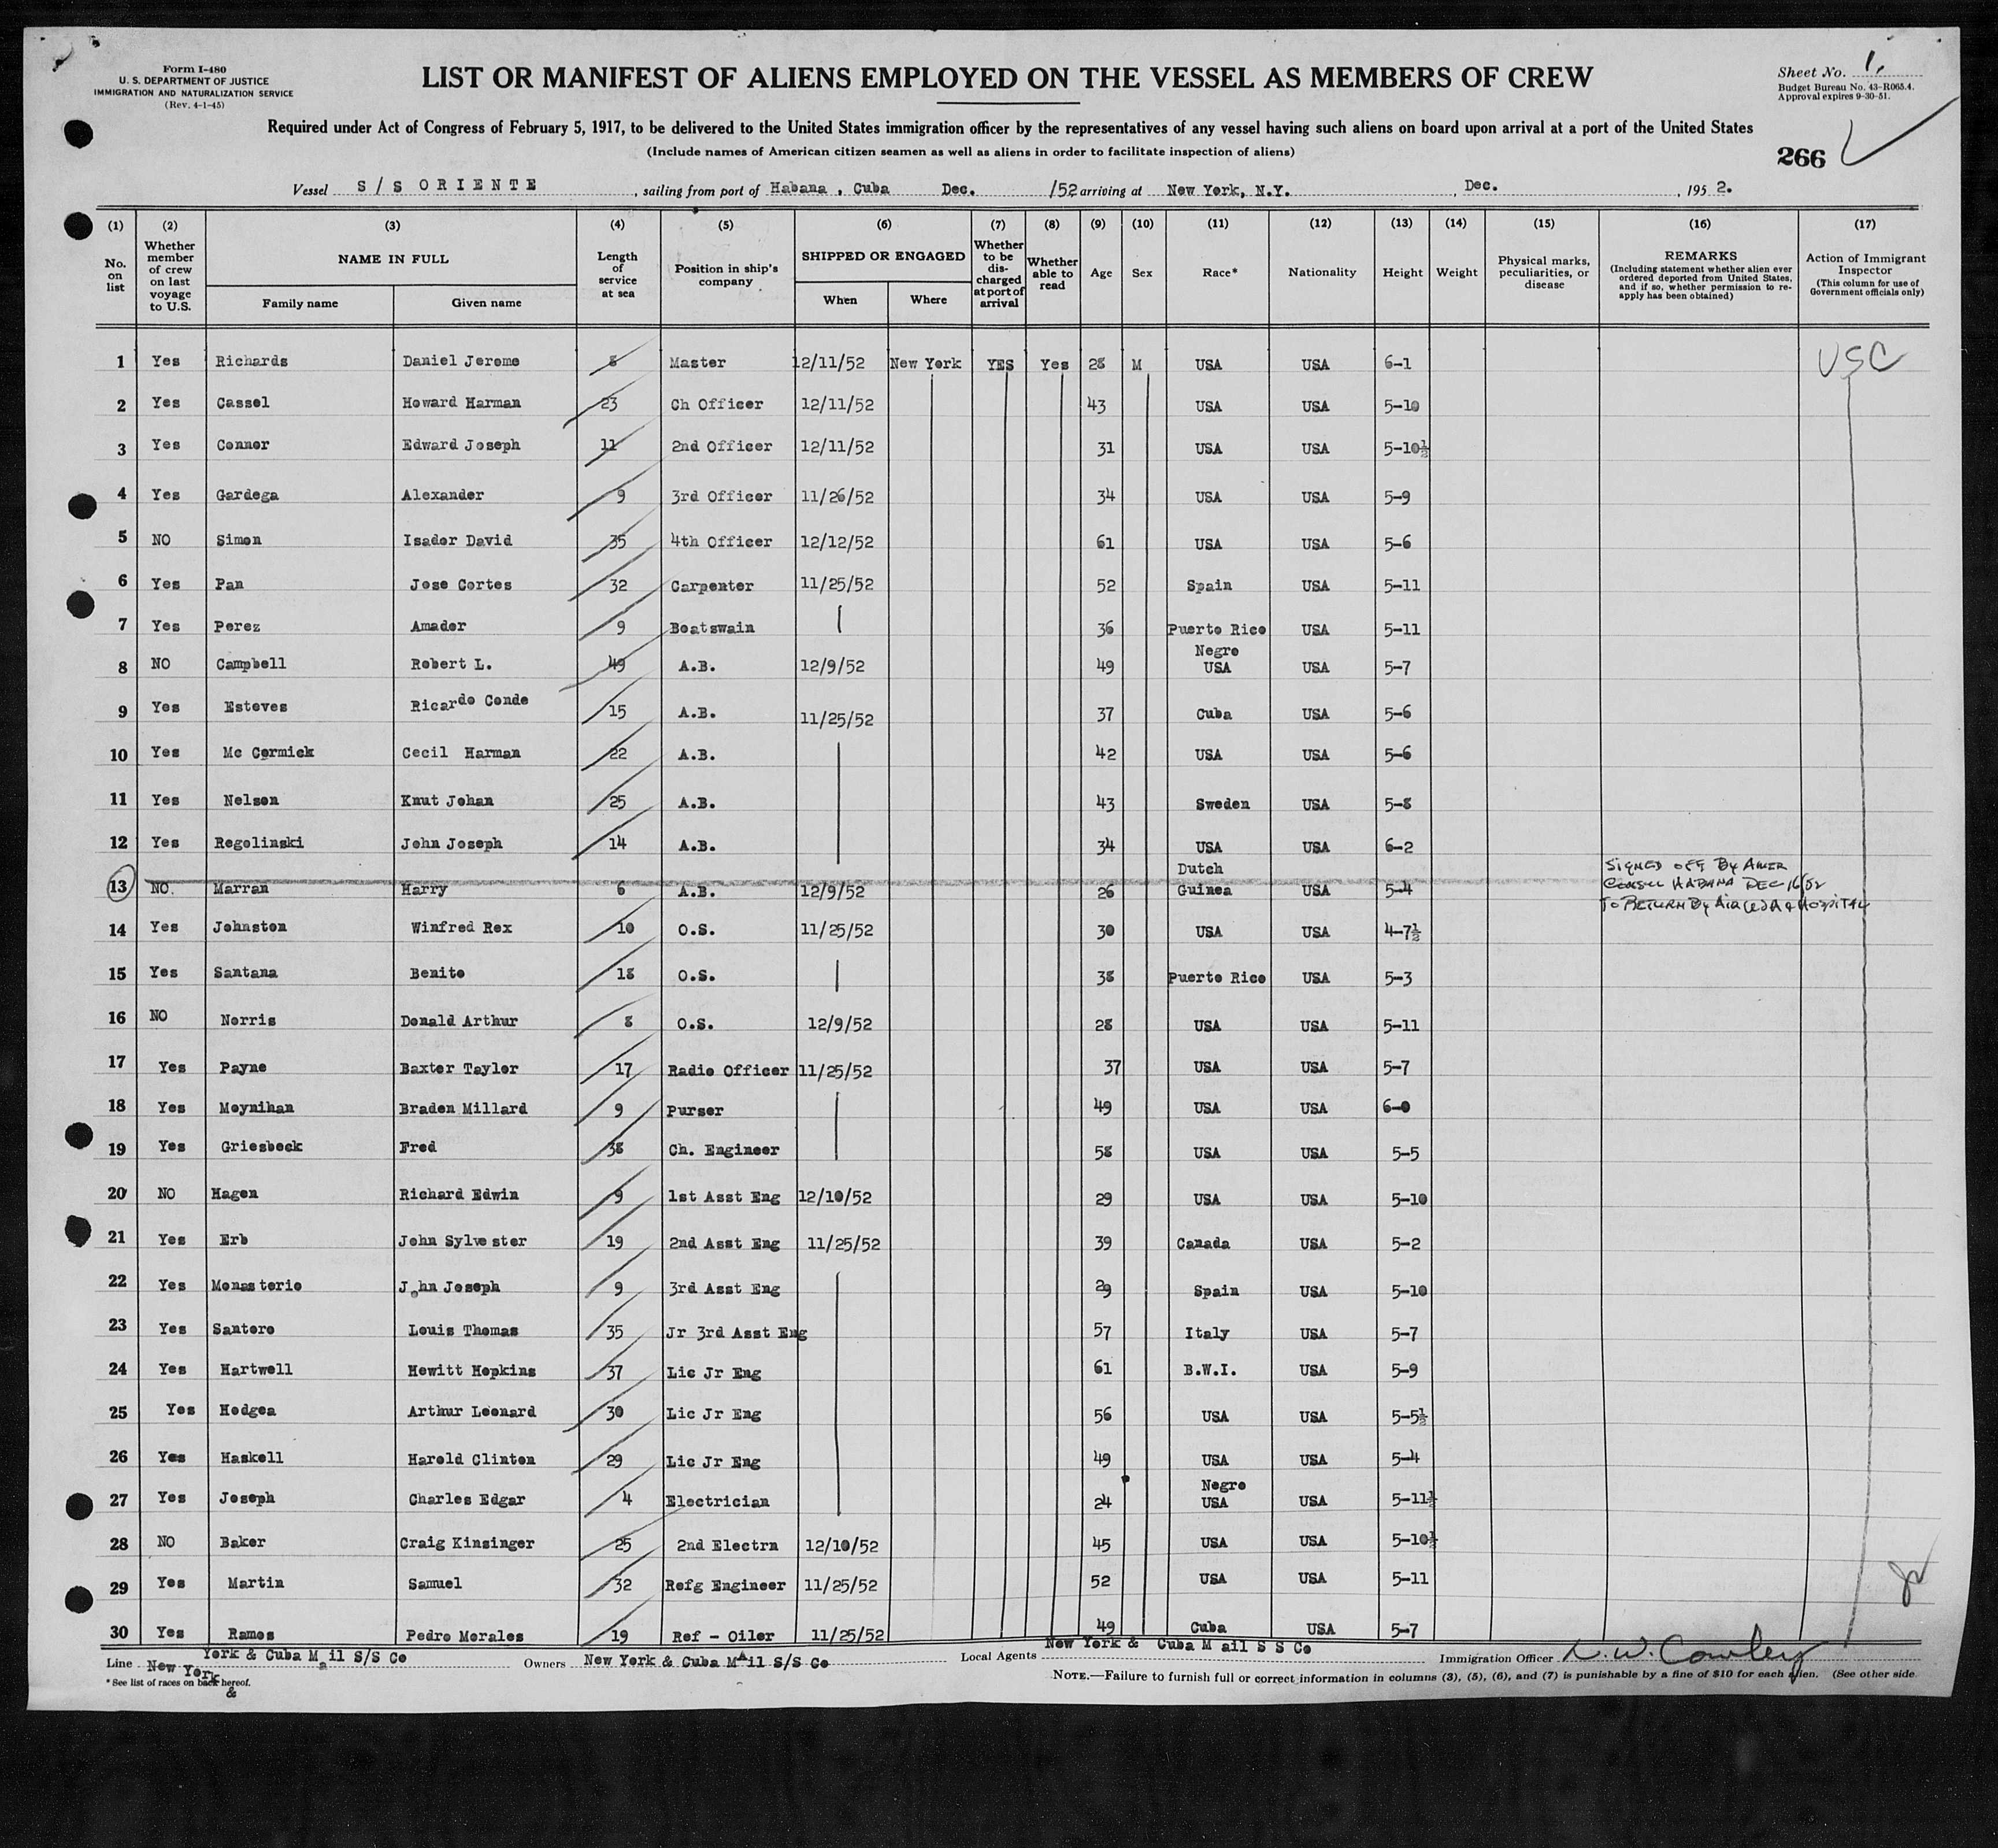 Form I-480
U. S. DEPARTMENT OF JUSTICE
IMMIGRATION AND NATURALIZATION SERVICE
(Rev. 4-1-45)
LIST OR MANIFEST OF ALIENS EMPLOYED ON THE VESSEL AS MEMBERS OF CREW
Sheet No. 1.
Budget Bureau No. 43-R065.4.
Approval expires 9-30-51.
Required under Act of Congress of February 5, 1917, to be delivered to the United States immigration officer by the representatives of any vessel having such aliens on board upon arrival at a port of the United States
(Include names of American citizen seamen as well as aliens in order to facilitate inspection of aliens)
266
Vessel S/S ORIENTE, sailing from port of Habana, Cuba Dec. /52 arriving at New York, N.Y., Dec., 1952.
(1) (2) (3) (4) (5) (6) (7) (8) (9) (10) (11) (12) (13) (14) (15) (16) (17)
No. on list
Whether member of crew on last voyage to U.S.
NAME IN FULL
Family name Given name
Length of service at sea
Position in ship's company
SHIPPED OR ENGAGED
When Where
Whether to be discharged at port of arrival
Whether able to read
Age Sex Race* Nationality Height Weight
Physical marks, peculiarities, or disease
REMARKS
(Including statement whether alien ever ordered deported from United States, and if so, whether permission to reapply has been obtained)
Action of Immigrant Inspector
(This column for use of Government officials only)
1 Yes Richards Daniel Jerome 8 Master 12/11/52 New York YES Yes 28 M USA USA 6-1 USC
2 Yes Cassel Howard Harman 23 Ch Officer 12/11/52 43 USA USA 5-10
3 Yes Connor Edward Joseph 11 2nd Officer 12/11/52 31 USA USA 5-10½
4 Yes Gardega Alexander 9 3rd Officer 11/26/52 34 USA USA 5-9
5 NO Simon Isador David 35 4th Officer 12/12/52 61 USA USA 5-6
6 Yes Pan Jose Cortes 32 Carpenter 11/25/52 52 Spain USA 5-11
7 Yes Perez Amador 9 Boatswain 36 Puerto Rico USA 5-11
8 NO Campbell Robert L. 49 A.B. 12/9/52 49 Negro USA USA 5-7
9 Yes Esteves Ricardo Conde 15 A.B. 11/25/52 37 Cuba USA 5-6
10 Yes Mc Cormick Cecil Harman 22 A.B. 42 USA USA 5-6
11 Yes Nelson Knut Johan 25 A.B. 43 Sweden USA 5-8
12 Yes Regolinski John Joseph 14 A.B. 34 USA USA 6-2
13 NO. Marran Harry 6 A.B. 12/9/52 26 Dutch Guinea USA 5-4 SIGNED OFF By AMER
CONSUL HABANA DEC 16/52
TO RETURN By Air HOSPITAL
14 Yes Johnston Winfred Rex 10 O.S. 11/25/52 30 USA USA 4-7½
15 Yes Santana Benito 18 O.S. 38 Puerto Rico USA 5-3
16 NO Norris Donald Arthur 8 O.S. 12/9/52 28 USA USA 5-11
17 Yes Payne Baxter Taylor 17 Radio Officer 11/25/52 37 USA USA 5-7
18 Yes Moynihan Braden Millard 9 Purser 49 USA USA 6-0
19 Yes Griesbeck Fred 38 Ch. Engineer 58 USA USA 5-5
20 NO Hagen Richard Edwin 9 1st Asst Eng 12/10/52 29 USA USA 5-10
21 Yes Erb John Sylvester 19 2nd Asst Eng 11/25/52 39 Canada USA 5-2
22 Yes Monasterio John Joseph 9 3rd Asst Eng 29 Spain USA 5-10
23 Yes Santoro Louis Thomas 35 Jr 3rd Asst Eng 57 Italy USA 5-7
24 Yes Hartwell Hewitt Hopkins 37 Lic Jr Eng 61 B.W.I. USA 5-9
25 Yes Hodgea Arthur Leonard 30 Lic Jr Eng 56 USA USA 5-5½
26 Yes Haskell Harold Clinton 29 Lic Jr Eng 49 USA USA 5-4
27 Yes Joseph Charles Edgar 4 Electrician 24 Negro USA USA 5-11½
28 NO Baker Craig Kinsinger 25 2nd Electrn 12/10/52 45 USA USA 5-10½
29 Yes Martin Samuel 32 Refg Engineer 11/25/52 52 USA USA 5-11
30 Yes Ramos Pedro Morales 19 Ref - Oiler 11/25/52 49 Cuba USA 5-7
Line New York & York & Cuba Mail S/S Co Owners New York & Cuba MAil S/S Co Local Agents New York & Cuba Mail S S Co Immigration Officer L. W. Cowley
*See list of races on back hereof.
NOTE.—Failure to furnish full or correct information in columns (3), (5), (6), and (7) is punishable by a fine of $10 for each alien. (See other side